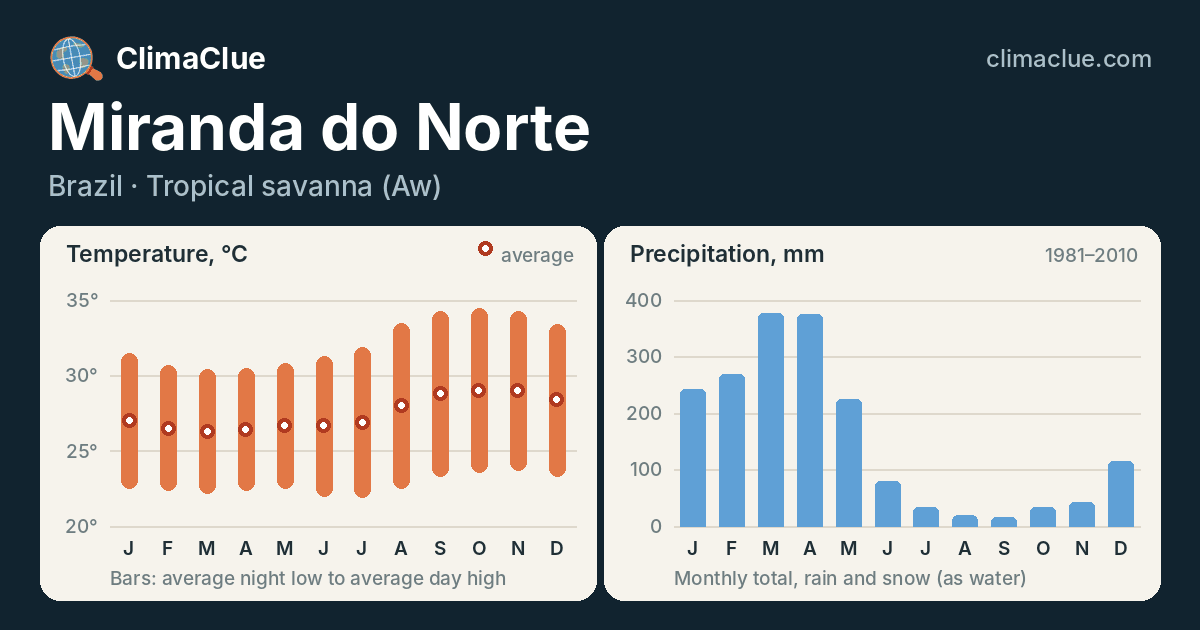 ClimaClue
climaclue.com
Miranda do Norte
Brazil · Tropical savanna (Aw)
Temperature, °C
average
35°
30°
25°
20°
J F M A M J J A S O N D
Bars: average night low to average day high
Precipitation, mm
1981–2010
400
300
200
100
0
J F M A M J J A S O N D
Monthly total, rain and snow (as water)